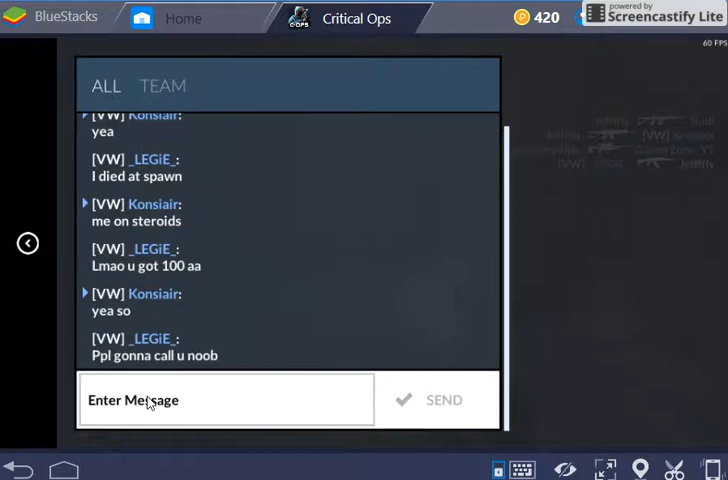 BlueStacks
Home
Critical Ops
420
powered by
Screencastify Lite
60 FPS
ALL TEAM
[VW] Konsiair:
yea
[VW] _LEGiE_:
I died at spawn
[VW] Konsiair:
me on steroids
[VW] _LEGiE_:
Lmao u got 100 aa
[VW] Konsiair:
yea so
[VW] _LEGiE_:
Ppl gonna call u noob
Enter Message
SEND